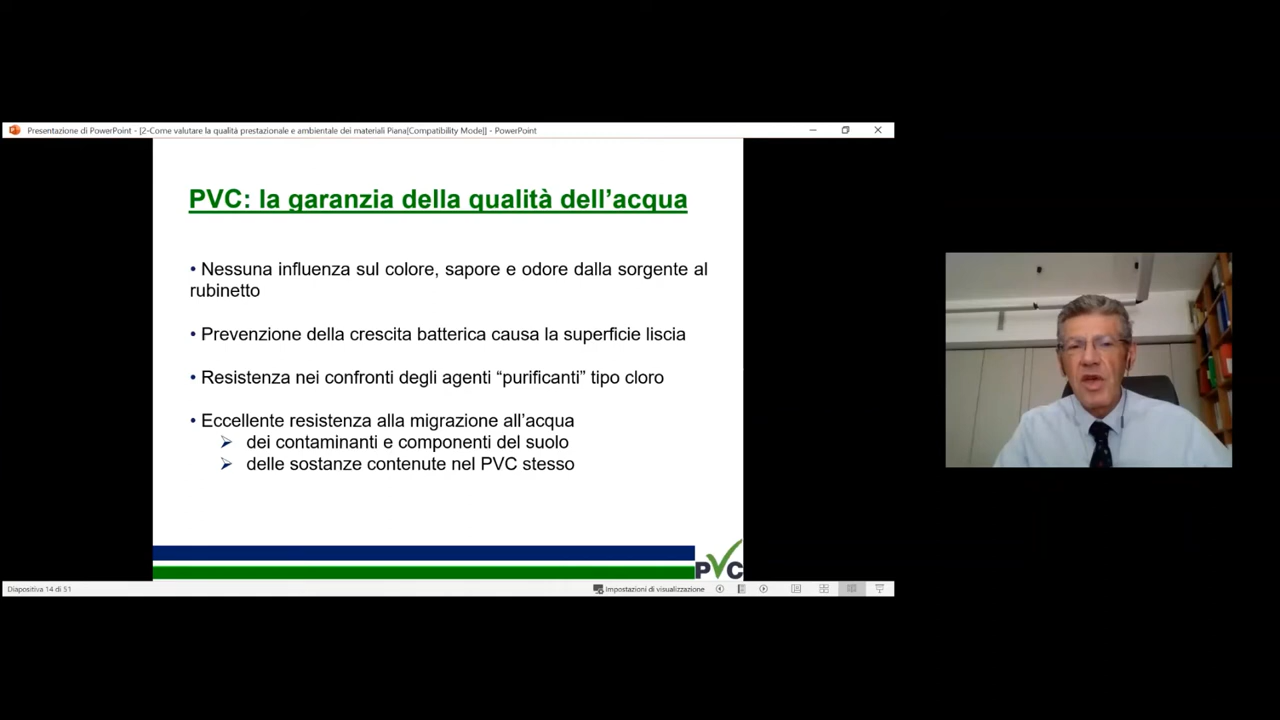 Presentazione di PowerPoint - [2-Come valutare la qualità prestazionale e ambientale dei materiali Piana[Compatibility Mode]] - PowerPoint
PVC: la garanzia della qualità dell’acqua
• Nessuna influenza sul colore, sapore e odore dalla sorgente al
rubinetto
• Prevenzione della crescita batterica causa la superficie liscia
• Resistenza nei confronti degli agenti “purificanti” tipo cloro
• Eccellente resistenza alla migrazione all’acqua
➢ dei contaminanti e componenti del suolo
➢ delle sostanze contenute nel PVC stesso
PVC
Diapositiva 14 di 51
Impostazioni di visualizzazione